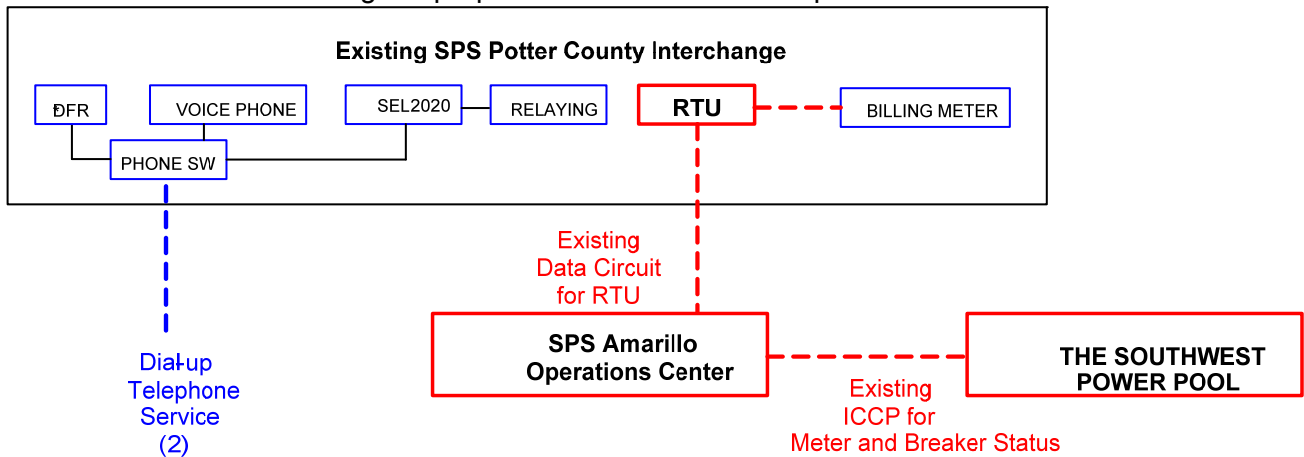 Existing SPS Potter County Interchange
DFR
VOICE PHONE
SEL2020
RELAYING
RTU
BILLING METER
PHONE SW
Existing
Data Circuit
for RTU
SPS Amarillo
Operations Center
THE SOUTHWEST
POWER POOL
Dial-up
Telephone
Service
(2)
Existing
ICCP for
Meter and Breaker Status